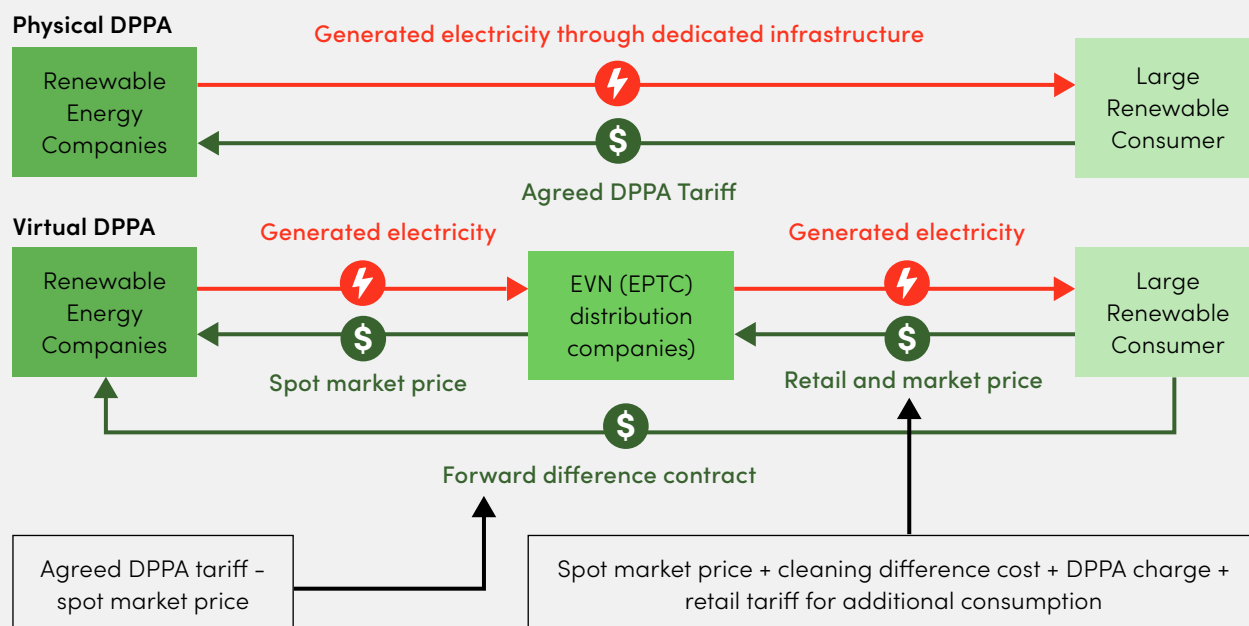 Physical DPPA
Generated electricity through dedicated infrastructure
Renewable
Energy
Companies
$
Large
Renewable
Consumer
Agreed DPPA Tariff
Virtual DPPA
Generated electricity
Generated electricity
Renewable
Energy
Companies
$
EVN (EPTC)
distribution
companies)
$
Large
Renewable
Consumer
Spot market price
Retail and market price
$
Forward difference contract
Agreed DPPA tariff -
spot market price
Spot market price + cleaning difference cost + DPPA charge +
retail tariff for additional consumption